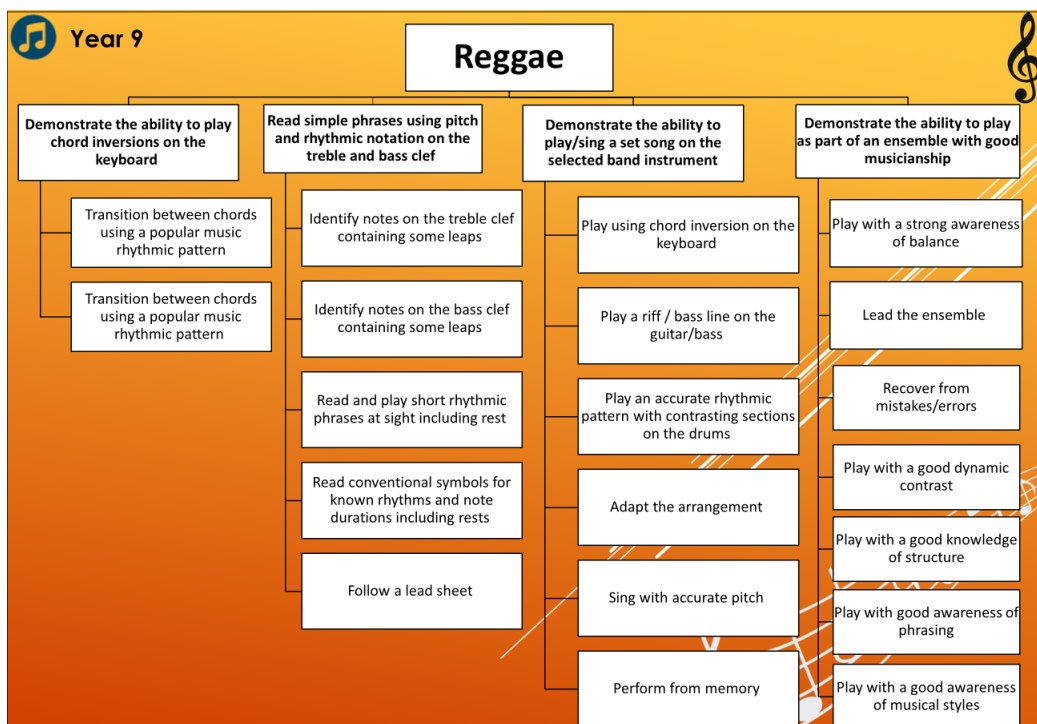 Year 9
Reggae
Demonstrate the ability to play
chord inversions on the
keyboard
Transition between chords
using a popular music
rhythmic pattern
Transition between chords
using a popular music
rhythmic pattern
Read simple phrases using pitch
and rhythmic notation on the
treble and bass clef
Identify notes on the treble clef
containing some leaps
Identify notes on the bass clef
containing some leaps
Read and play short rhythmic
phrases at sight including rest
Read conventional symbols for
known rhythms and note
durations including rests
Follow a lead sheet
Demonstrate the ability to
play/sing a set song on the
selected band instrument
Play using chord inversion on the
keyboard
Play a riff / bass line on the
guitar/bass
Play an accurate rhythmic
pattern with contrasting sections
on the drums
Adapt the arrangement
Sing with accurate pitch
Perform from memory
Demonstrate the ability to play
as part of an ensemble with good
musicianship
Play with a strong awareness
of balance
Lead the ensemble
Recover from
mistakes/errors
Play with a good dynamic
contrast
Play with a good knowledge
of structure
Play with good awareness of
phrasing
Play with a good awareness
of musical styles